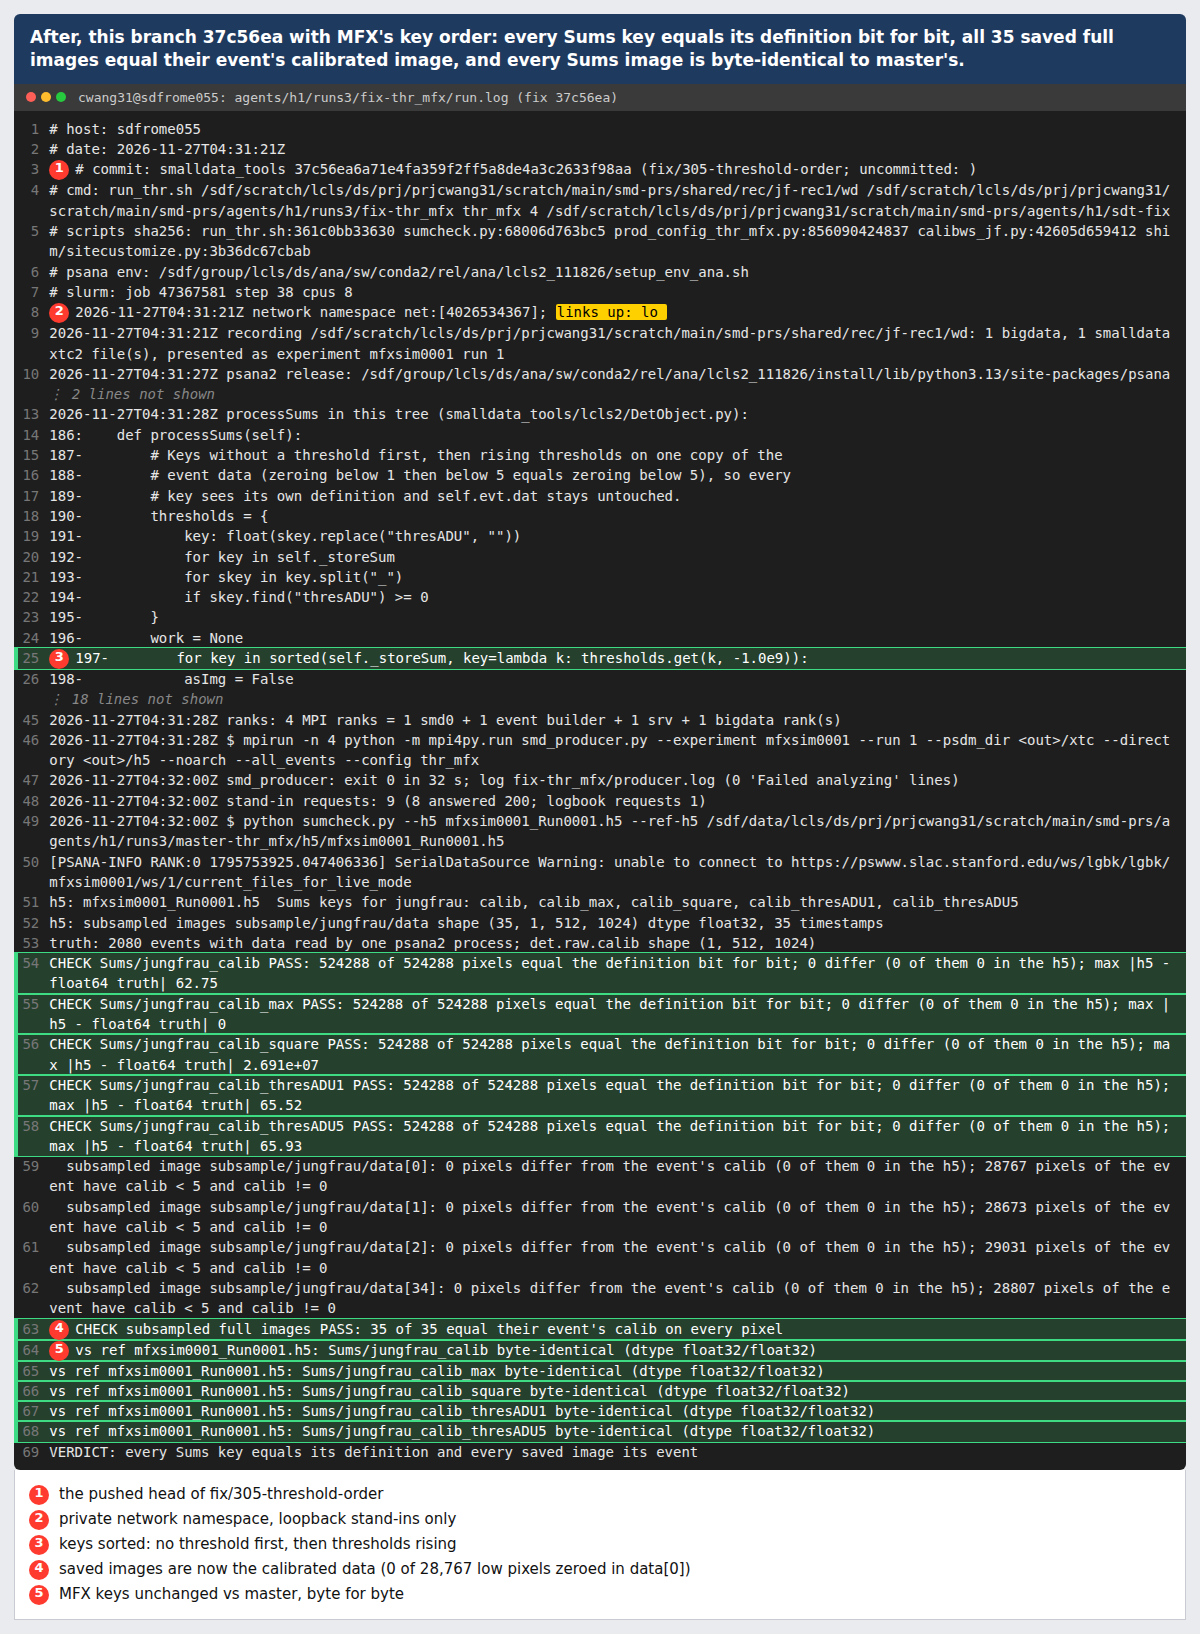 After, this branch 37c56ea with MFX's key order: every Sums key equals its definition bit for bit, all 35 saved full
images equal their event's calibrated image, and every Sums image is byte-identical to master's.
cwang31@sdfrome055: agents/h1/runs3/fix-thr_mfx/run.log (fix 37c56ea)
1 # host: sdfrome055
2 # date: 2026-11-27T04:31:21Z
3 1 # commit: smalldata_tools 37c56ea6a71e4fa359f2ff5a8de4a3c2633f98aa (fix/305-threshold-order; uncommitted: )
4 # cmd: run_thr.sh /sdf/scratch/lcls/ds/prj/prjcwang31/scratch/main/smd-prs/shared/rec/jf-rec1/wd /sdf/scratch/lcls/ds/prj/prjcwang31/
scratch/main/smd-prs/agents/h1/runs3/fix-thr_mfx thr_mfx 4 /sdf/scratch/lcls/ds/prj/prjcwang31/scratch/main/smd-prs/agents/h1/sdt-fix
5 # scripts sha256: run_thr.sh:361c0bb33630 sumcheck.py:68006d763bc5 prod_config_thr_mfx.py:856090424837 calibws_jf.py:42605d659412 shi
m/sitecustomize.py:3b36dc67cbab
6 # psana env: /sdf/group/lcls/ds/ana/sw/conda2/rel/ana/lcls2_111826/setup_env_ana.sh
7 # slurm: job 47367581 step 38 cpus 8
8 2 2026-11-27T04:31:21Z network namespace net:[4026534367]; links up: lo
9 2026-11-27T04:31:21Z recording /sdf/scratch/lcls/ds/prj/prjcwang31/scratch/main/smd-prs/shared/rec/jf-rec1/wd: 1 bigdata, 1 smalldata
xtc2 file(s), presented as experiment mfxsim0001 run 1
10 2026-11-27T04:31:27Z psana2 release: /sdf/group/lcls/ds/ana/sw/conda2/rel/ana/lcls2_111826/install/lib/python3.13/site-packages/psana
⋮ 2 lines not shown
13 2026-11-27T04:31:28Z processSums in this tree (smalldata_tools/lcls2/DetObject.py):
14 186:    def processSums(self):
15 187-        # Keys without a threshold first, then rising thresholds on one copy of the
16 188-        # event data (zeroing below 1 then below 5 equals zeroing below 5), so every
17 189-        # key sees its own definition and self.evt.dat stays untouched.
18 190-        thresholds = {
19 191-            key: float(skey.replace("thresADU", ""))
20 192-            for key in self._storeSum
21 193-            for skey in key.split("_")
22 194-            if skey.find("thresADU") >= 0
23 195-        }
24 196-        work = None
25 3 197-        for key in sorted(self._storeSum, key=lambda k: thresholds.get(k, -1.0e9)):
26 198-            asImg = False
⋮ 18 lines not shown
45 2026-11-27T04:31:28Z ranks: 4 MPI ranks = 1 smd0 + 1 event builder + 1 srv + 1 bigdata rank(s)
46 2026-11-27T04:31:28Z $ mpirun -n 4 python -m mpi4py.run smd_producer.py --experiment mfxsim0001 --run 1 --psdm_dir <out>/xtc --direct
ory <out>/h5 --noarch --all_events --config thr_mfx
47 2026-11-27T04:32:00Z smd_producer: exit 0 in 32 s; log fix-thr_mfx/producer.log (0 'Failed analyzing' lines)
48 2026-11-27T04:32:00Z stand-in requests: 9 (8 answered 200; logbook requests 1)
49 2026-11-27T04:32:00Z $ python sumcheck.py --h5 mfxsim0001_Run0001.h5 --ref-h5 /sdf/data/lcls/ds/prj/prjcwang31/scratch/main/smd-prs/a
gents/h1/runs3/master-thr_mfx/h5/mfxsim0001_Run0001.h5
50 [PSANA-INFO RANK:0 1795753925.047406336] SerialDataSource Warning: unable to connect to https://pswww.slac.stanford.edu/ws/lgbk/lgbk/
mfxsim0001/ws/1/current_files_for_live_mode
51 h5: mfxsim0001_Run0001.h5  Sums keys for jungfrau: calib, calib_max, calib_square, calib_thresADU1, calib_thresADU5
52 h5: subsampled images subsample/jungfrau/data shape (35, 1, 512, 1024) dtype float32, 35 timestamps
53 truth: 2080 events with data read by one psana2 process; det.raw.calib shape (1, 512, 1024)
54 CHECK Sums/jungfrau_calib PASS: 524288 of 524288 pixels equal the definition bit for bit; 0 differ (0 of them 0 in the h5); max |h5 -
float64 truth| 62.75
55 CHECK Sums/jungfrau_calib_max PASS: 524288 of 524288 pixels equal the definition bit for bit; 0 differ (0 of them 0 in the h5); max |
h5 - float64 truth| 0
56 CHECK Sums/jungfrau_calib_square PASS: 524288 of 524288 pixels equal the definition bit for bit; 0 differ (0 of them 0 in the h5); ma
x |h5 - float64 truth| 2.691e+07
57 CHECK Sums/jungfrau_calib_thresADU1 PASS: 524288 of 524288 pixels equal the definition bit for bit; 0 differ (0 of them 0 in the h5);
max |h5 - float64 truth| 65.52
58 CHECK Sums/jungfrau_calib_thresADU5 PASS: 524288 of 524288 pixels equal the definition bit for bit; 0 differ (0 of them 0 in the h5);
max |h5 - float64 truth| 65.93
59   subsampled image subsample/jungfrau/data[0]: 0 pixels differ from the event's calib (0 of them 0 in the h5); 28767 pixels of the ev
ent have calib < 5 and calib != 0
60   subsampled image subsample/jungfrau/data[1]: 0 pixels differ from the event's calib (0 of them 0 in the h5); 28673 pixels of the ev
ent have calib < 5 and calib != 0
61   subsampled image subsample/jungfrau/data[2]: 0 pixels differ from the event's calib (0 of them 0 in the h5); 29031 pixels of the ev
ent have calib < 5 and calib != 0
62   subsampled image subsample/jungfrau/data[34]: 0 pixels differ from the event's calib (0 of them 0 in the h5); 28807 pixels of the e
vent have calib < 5 and calib != 0
63 4 CHECK subsampled full images PASS: 35 of 35 equal their event's calib on every pixel
64 5 vs ref mfxsim0001_Run0001.h5: Sums/jungfrau_calib byte-identical (dtype float32/float32)
65 vs ref mfxsim0001_Run0001.h5: Sums/jungfrau_calib_max byte-identical (dtype float32/float32)
66 vs ref mfxsim0001_Run0001.h5: Sums/jungfrau_calib_square byte-identical (dtype float32/float32)
67 vs ref mfxsim0001_Run0001.h5: Sums/jungfrau_calib_thresADU1 byte-identical (dtype float32/float32)
68 vs ref mfxsim0001_Run0001.h5: Sums/jungfrau_calib_thresADU5 byte-identical (dtype float32/float32)
69 VERDICT: every Sums key equals its definition and every saved image its event
1 the pushed head of fix/305-threshold-order
2 private network namespace, loopback stand-ins only
3 keys sorted: no threshold first, then thresholds rising
4 saved images are now the calibrated data (0 of 28,767 low pixels zeroed in data[0])
5 MFX keys unchanged vs master, byte for byte